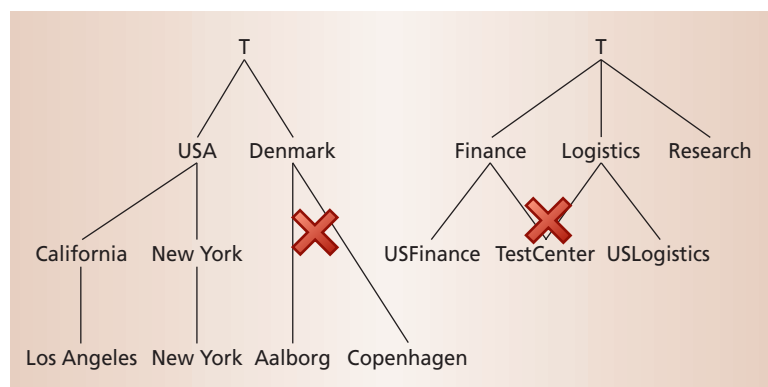 T
USA Denmark
California New York
Los Angeles New York Aalborg Copenhagen
T
Finance Logistics Research
USFinance TestCenter USLogistics